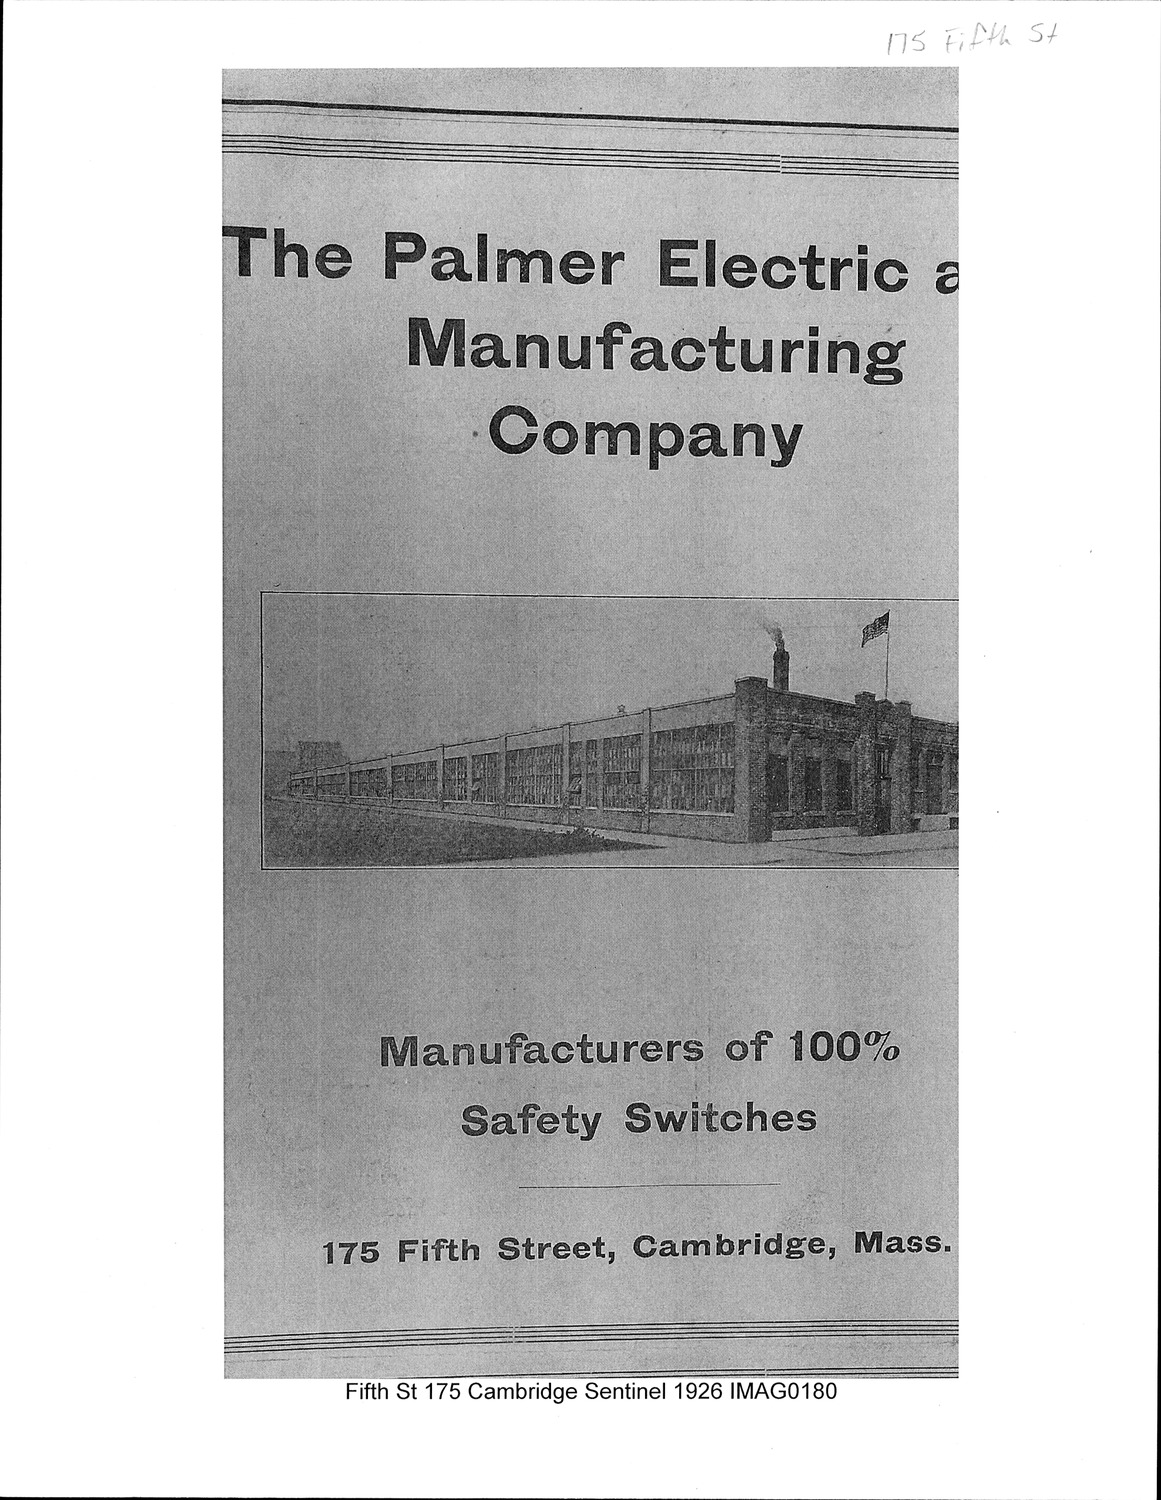 175 Fifth St
The Palmer Electric a
Manufacturing
Company
Manufacturers of 100%
Safety Switches
175 Fifth Street, Cambridge, Mass.
Fifth St 175 Cambridge Sentinel 1926 IMAG0180